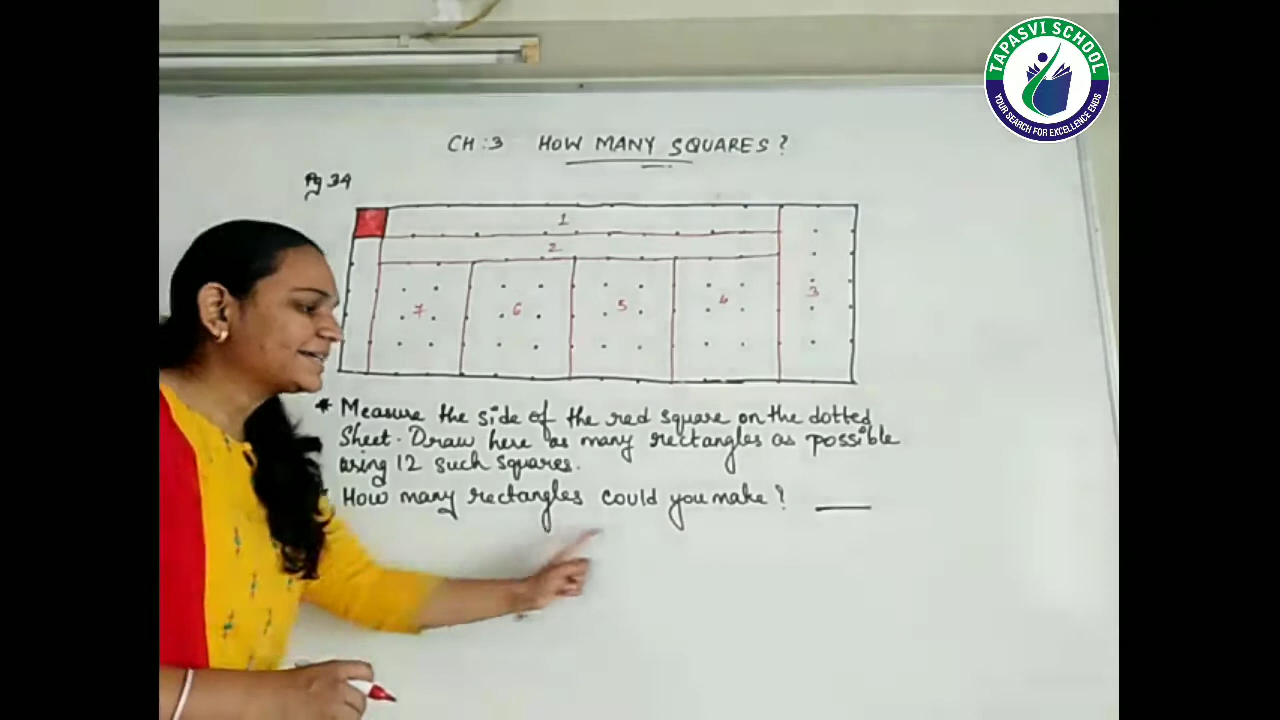 TAPASVI SCHOOL
YOUR SEARCH FOR EXCELLENCE ENDS
CH:3 HOW MANY SQUARES?
Pg 34
1
2
3
7
6
5
4
* Measure the side of the red square on the dotted
Sheet. Draw here as many rectangles as possible
using 12 such squares.
How many rectangles could you make?